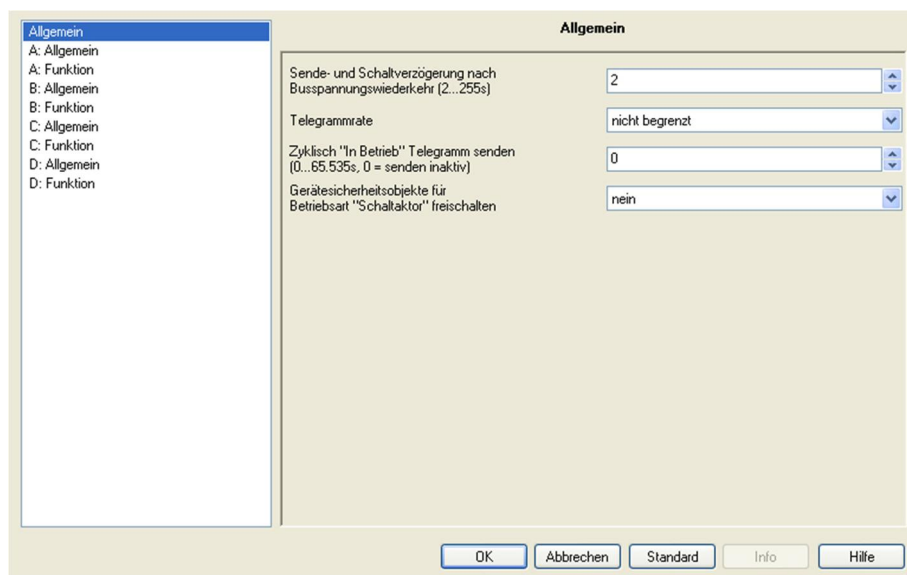 Allgemein
A: Allgemein
A: Funktion
B: Allgemein
B: Funktion
C: Allgemein
C: Funktion
D: Allgemein
D: Funktion
Allgemein
Sende- und Schaltverzögerung nach
Busspannungswiederkehr (2...255s)
2
Telegrammrate
nicht begrenzt
Zyklisch "In Betrieb" Telegramm senden
(0...65.535s, 0 = senden inaktiv)
0
Gerätesicherheitsobjekte für
Betriebsart "Schaltaktor" freischalten
nein
OK
Abbrechen
Standard
Info
Hilfe